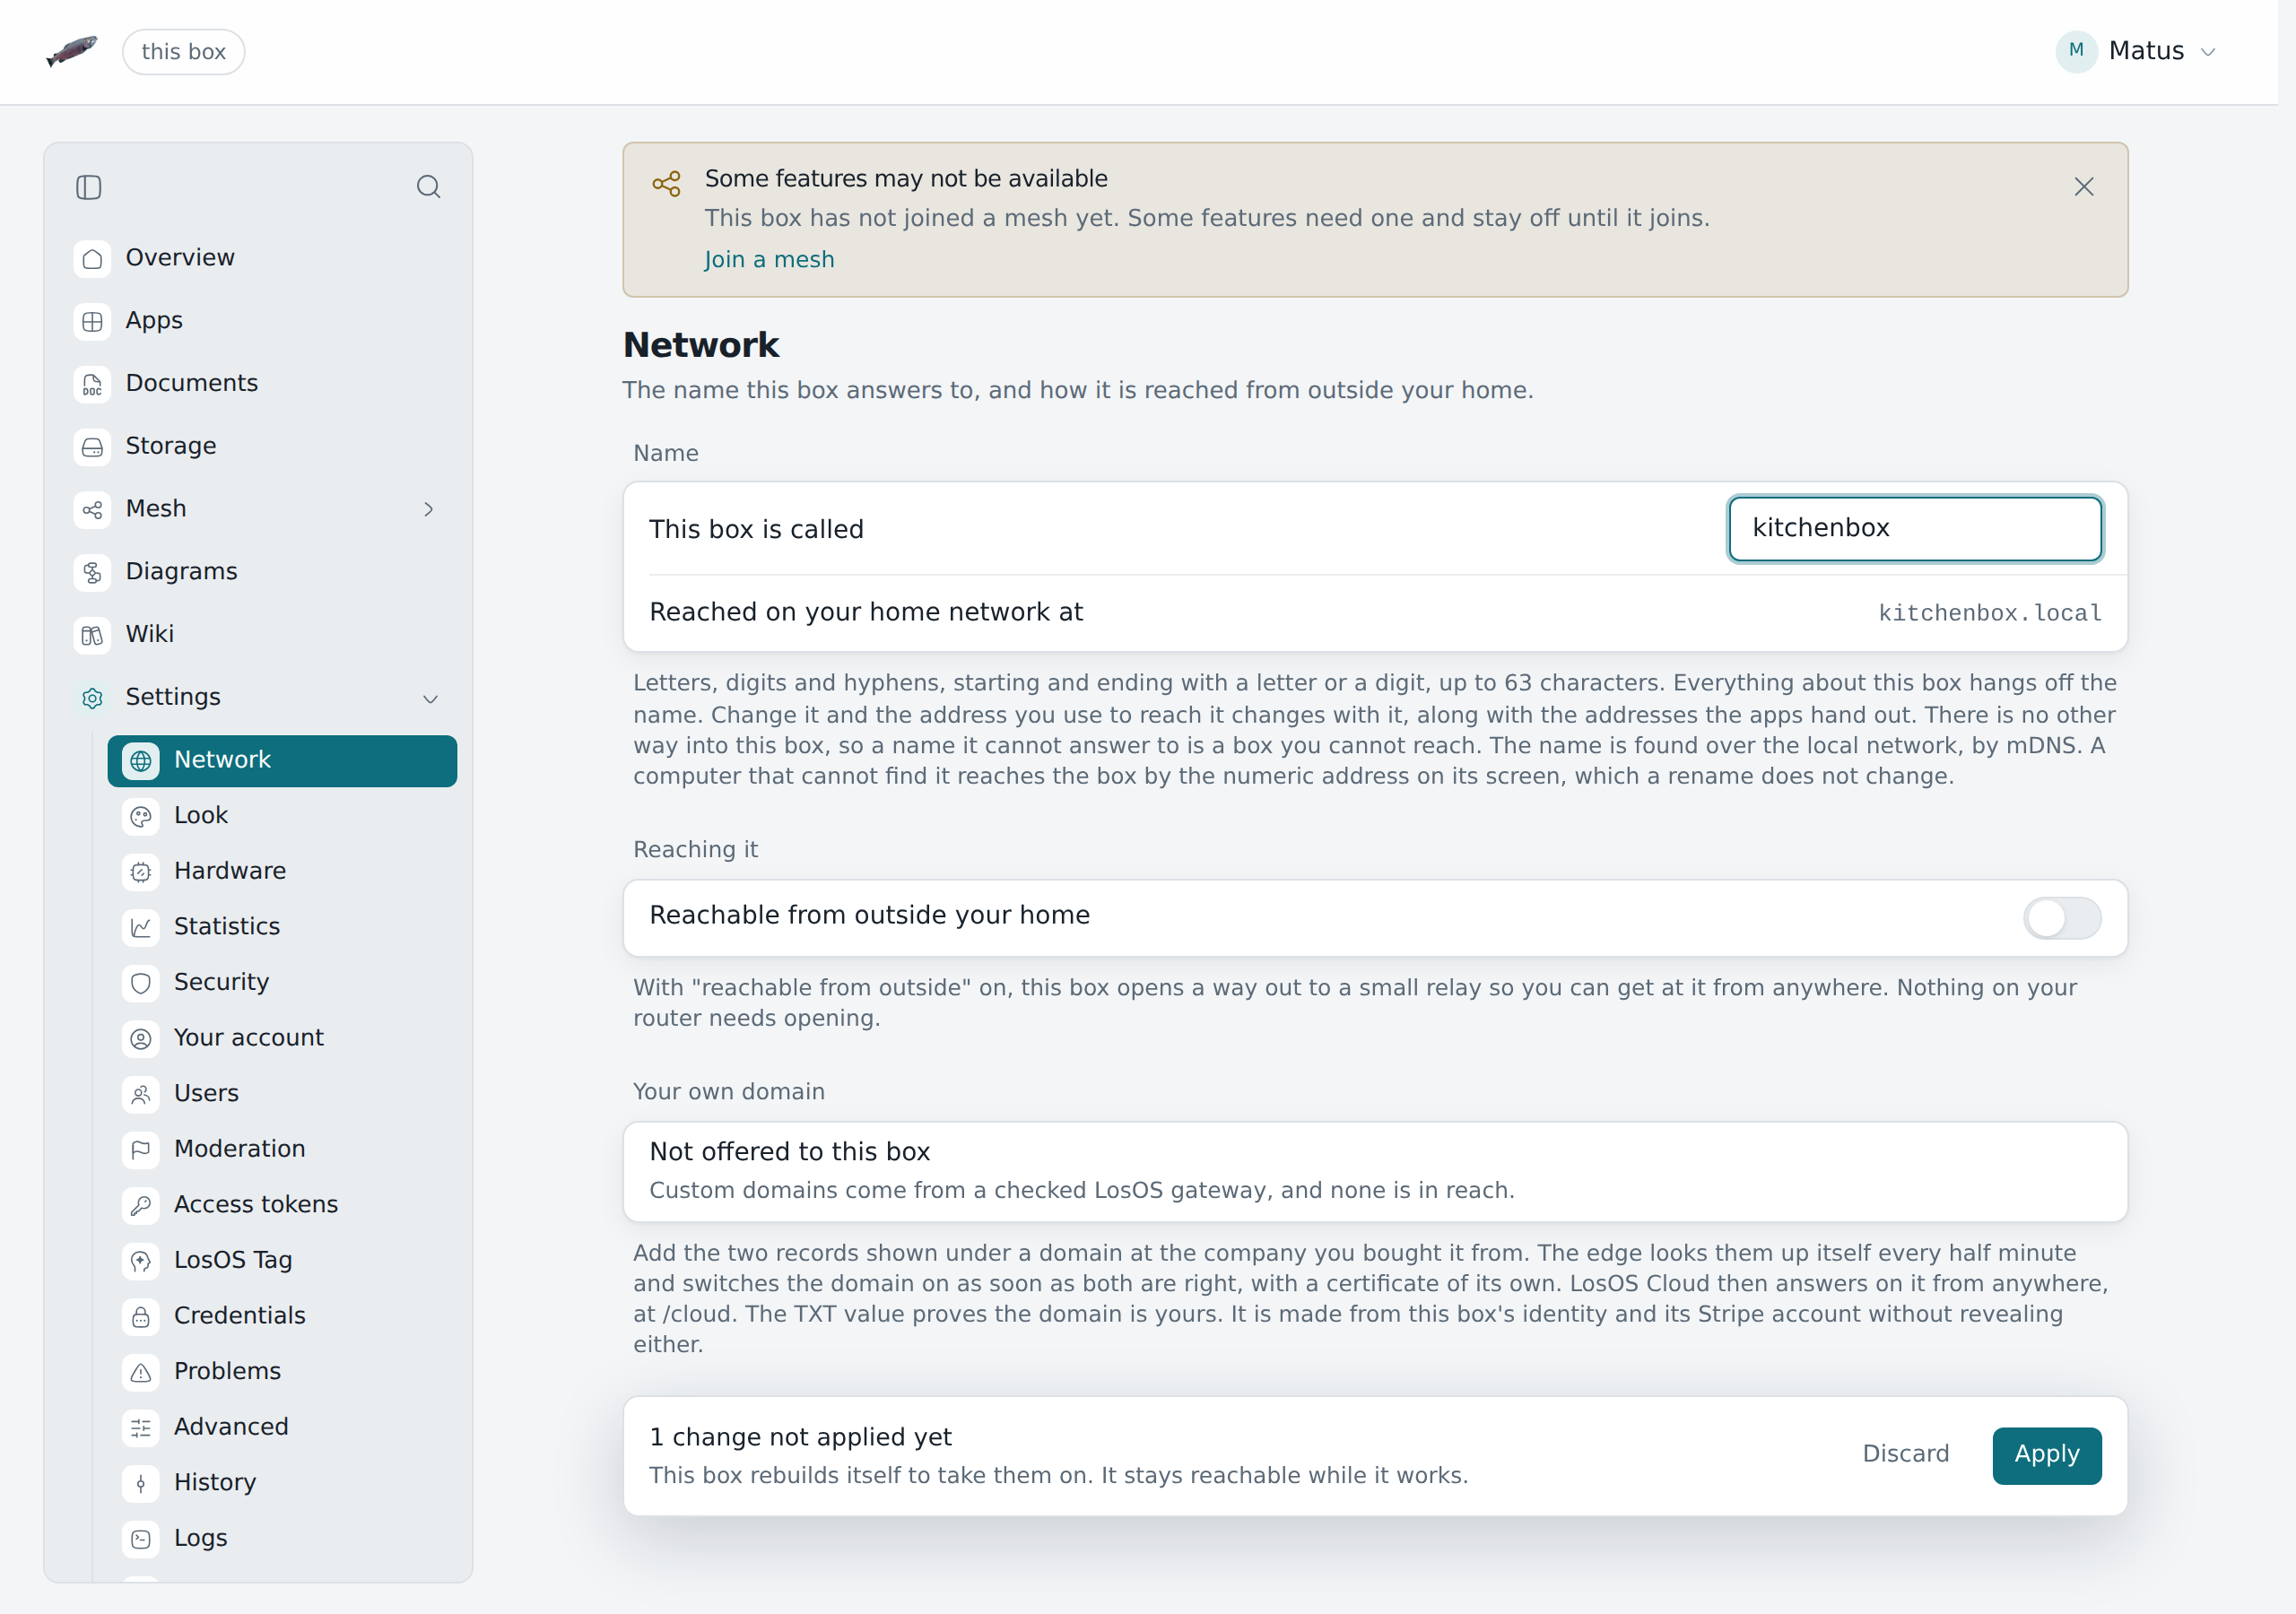 this box
M Matus
Overview
Apps
Documents
Storage
Mesh
Diagrams
Wiki
Settings
Network
Look
Hardware
Statistics
Security
Your account
Users
Moderation
Access tokens
LosOS Tag
Credentials
Problems
Advanced
History
Logs
Some features may not be available
This box has not joined a mesh yet. Some features need one and stay off until it joins.
Join a mesh
Network
The name this box answers to, and how it is reached from outside your home.
Name
This box is called kitchenbox
Reached on your home network at kitchenbox.local
Letters, digits and hyphens, starting and ending with a letter or a digit, up to 63 characters. Everything about this box hangs off the
name. Change it and the address you use to reach it changes with it, along with the addresses the apps hand out. There is no other
way into this box, so a name it cannot answer to is a box you cannot reach. The name is found over the local network, by mDNS. A
computer that cannot find it reaches the box by the numeric address on its screen, which a rename does not change.
Reaching it
Reachable from outside your home
With "reachable from outside" on, this box opens a way out to a small relay so you can get at it from anywhere. Nothing on your
router needs opening.
Your own domain
Not offered to this box
Custom domains come from a checked LosOS gateway, and none is in reach.
Add the two records shown under a domain at the company you bought it from. The edge looks them up itself every half minute
and switches the domain on as soon as both are right, with a certificate of its own. LosOS Cloud then answers on it from anywhere,
at /cloud. The TXT value proves the domain is yours. It is made from this box's identity and its Stripe account without revealing
either.
1 change not applied yet
This box rebuilds itself to take them on. It stays reachable while it works.
Discard
Apply